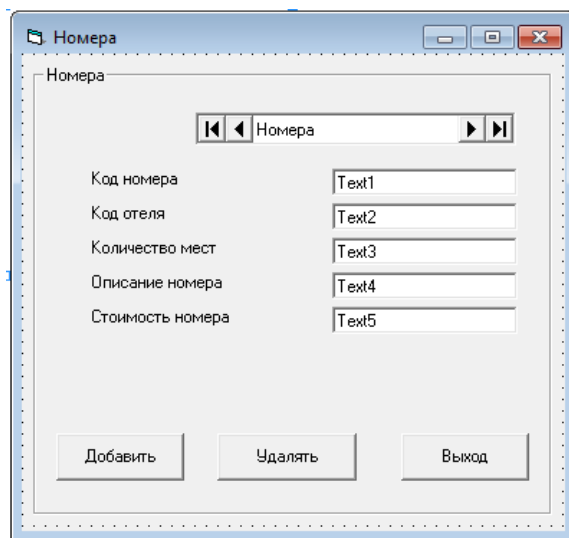 Номера
Номера
Номера
Код номера Text1
Код отеля Text2
Количество мест Text3
Описание номера Text4
Стоимость номера Text5
Добавить Удалять Выход